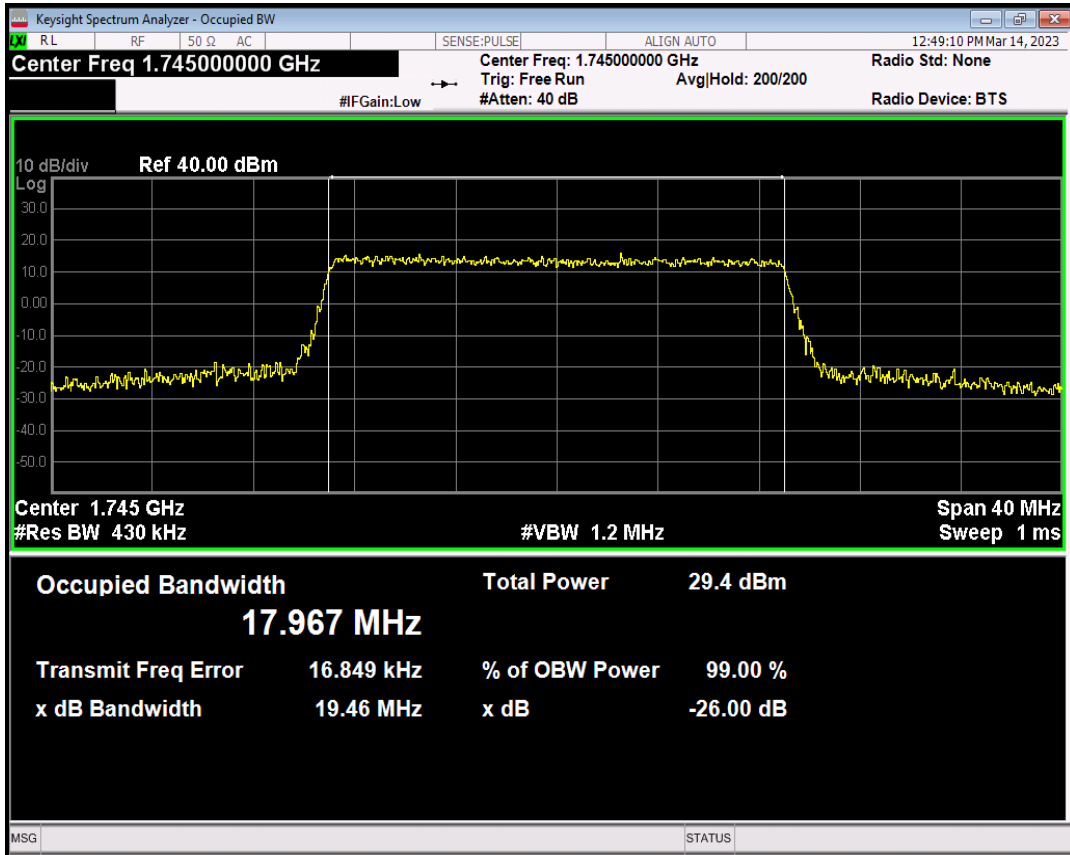 Keysight Spectrum Analyzer - Occupied BW
LXI RL RF 50 Ω AC SENSE:PULSE ALIGN AUTO 12:49:10 PM Mar 14, 2023
Center Freq 1.745000000 GHz Center Freq: 1.745000000 GHz Radio Std: None
Trig: Free Run Avg|Hold: 200/200
#IFGain:Low #Atten: 40 dB Radio Device: BTS
10 dB/div Ref 40.00 dBm
Log
30.0
20.0
10.0
0.00
-10.0
-20.0
-30.0
-40.0
-50.0
Center 1.745 GHz Span 40 MHz
#Res BW 430 kHz #VBW 1.2 MHz Sweep 1 ms
Occupied Bandwidth Total Power 29.4 dBm
17.967 MHz
Transmit Freq Error 16.849 kHz % of OBW Power 99.00 %
x dB Bandwidth 19.46 MHz x dB -26.00 dB
MSG STATUS